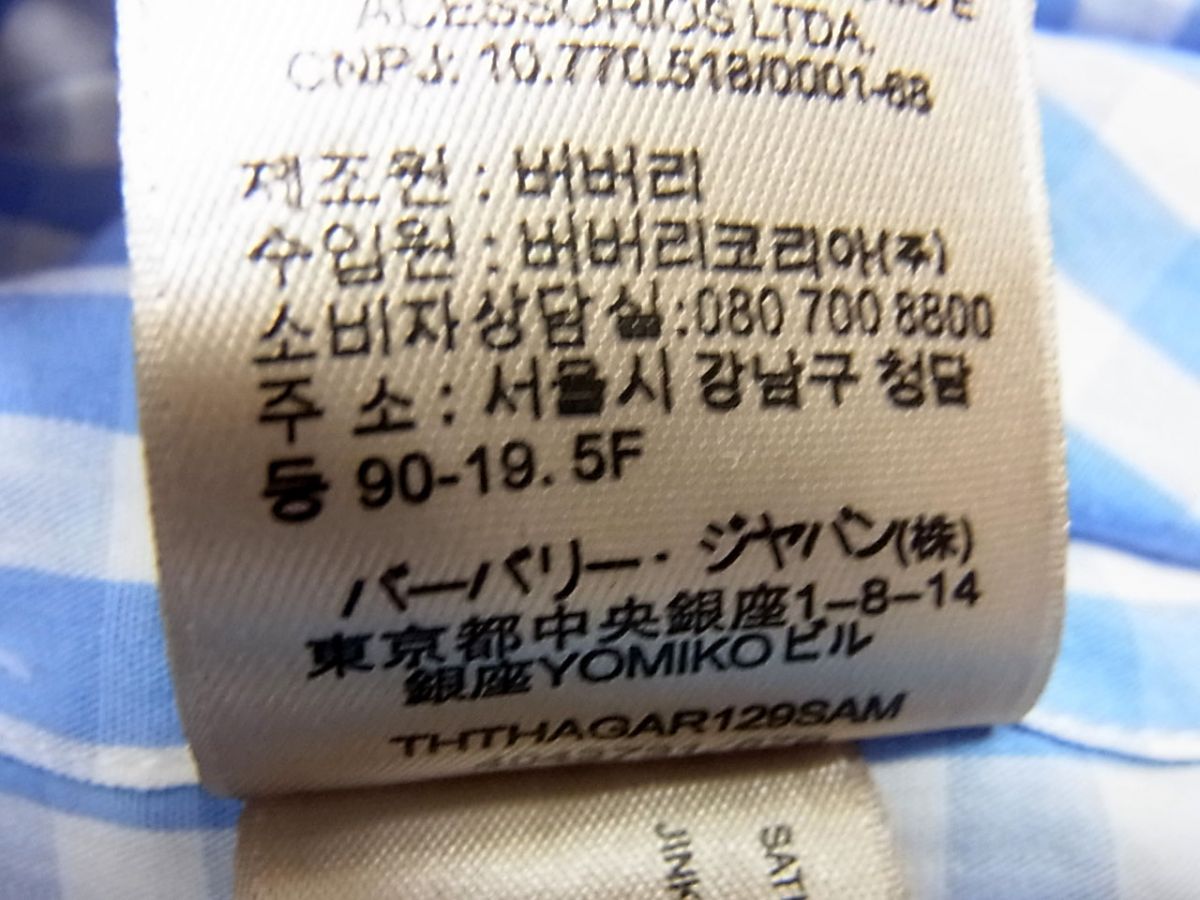 ACESSORIOS LTDA.
CNPJ: 10.770.518/0001-68
제조원 : 버버리
수입원 : 버버리코리아(주)
소비자상담실:080 700 8800
주 소 : 서울시 강남구 청담
동 90-19. 5F
バーバリー・ジヤパン(株)
東京都中央銀座1-8-14
銀座YOMIKOビル
THTHAGAR129SAM